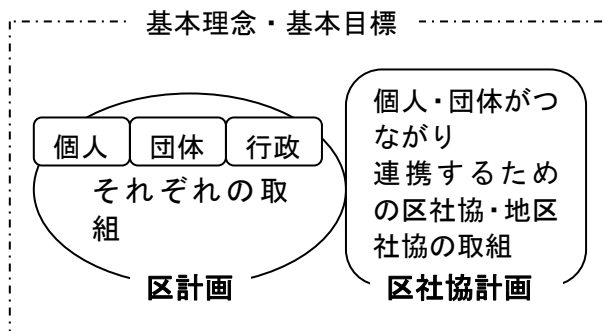 基本理念・基本目標
個人
団体
行政
それぞれの取
組
区計画
個人・団体がつ
ながり
連携するため
の区社協・地区
社協の取組
区社協計画